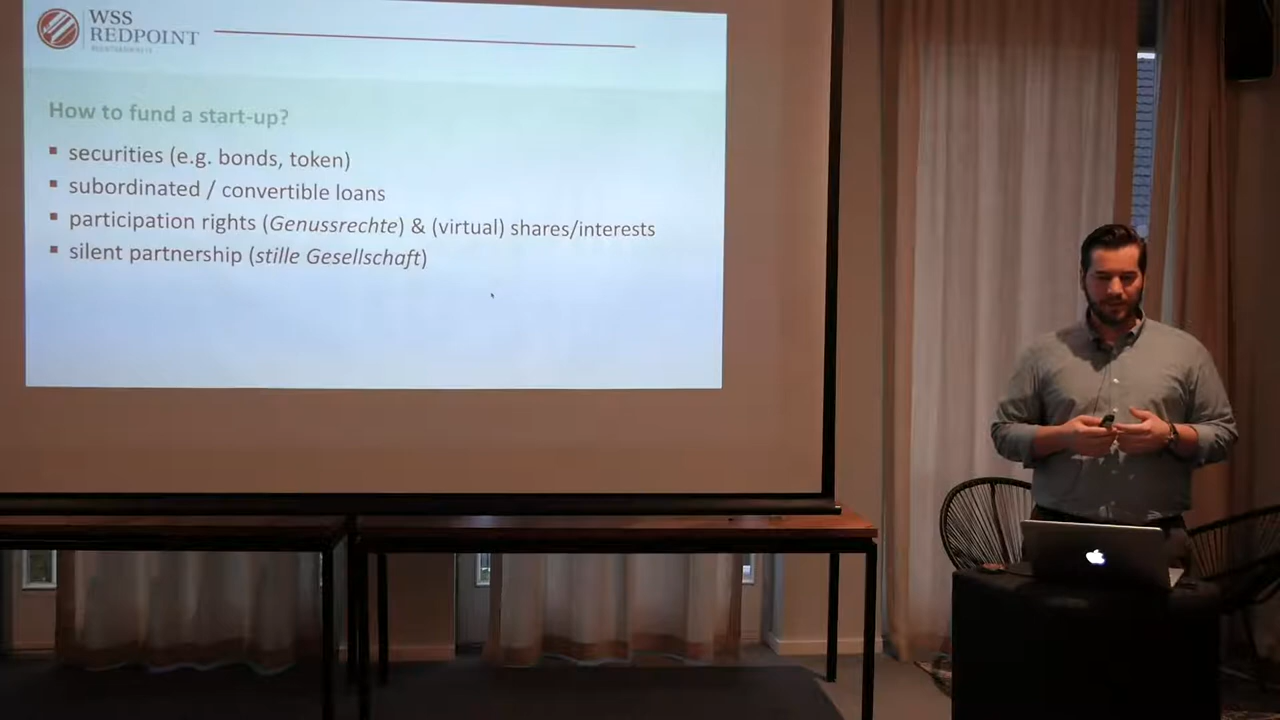 WSS
REDPOINT
How to fund a start-up?
securities (e.g. bonds, token)
subordinated / convertible loans
participation rights (Genussrechte) & (virtual) shares/interests
silent partnership (stille Gesellschaft)